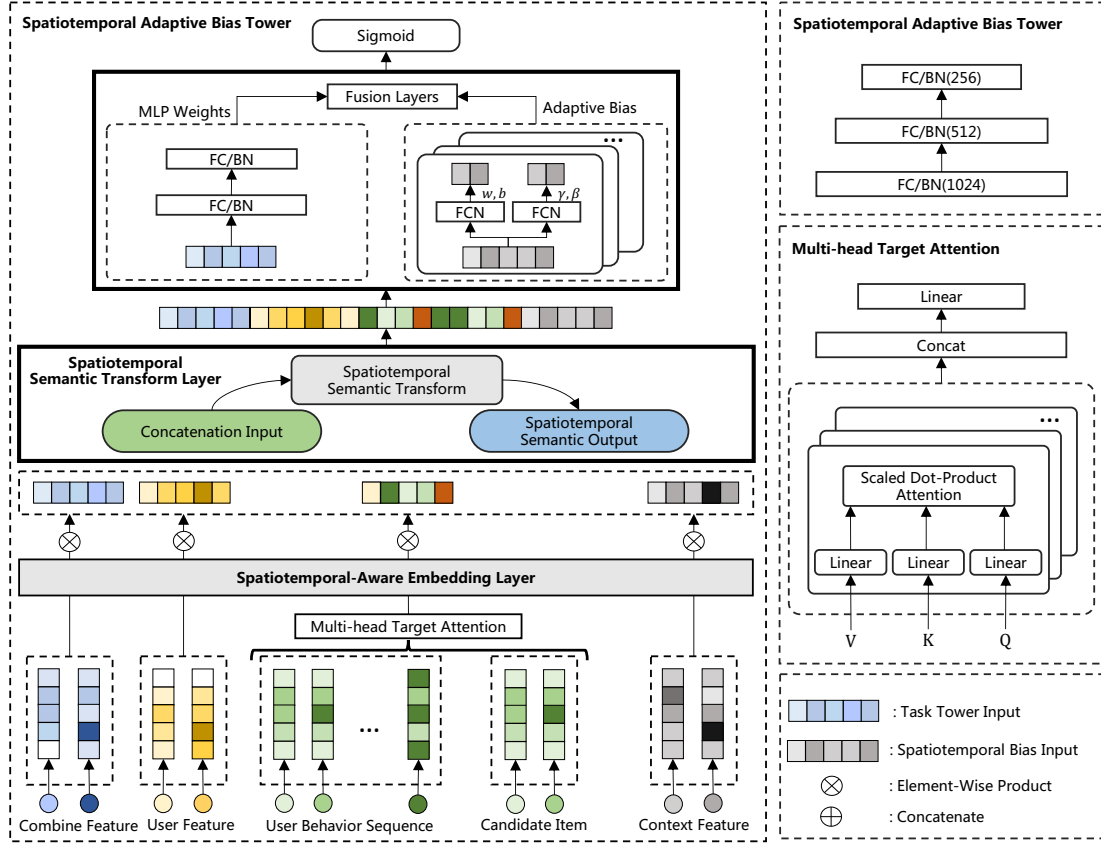 Spatiotemporal Adaptive Bias Tower
Sigmoid
Fusion Layers
MLP Weights
Adaptive Bias
FC/BN
FC/BN
...
w, b
γ, β
FCN
FCN
Spatiotemporal
Semantic Transform Layer
Spatiotemporal
Semantic Transform
Concatenation Input
Spatiotemporal
Semantic Output
Spatiotemporal-Aware Embedding Layer
Multi-head Target Attention
...
Combine Feature
User Feature
User Behavior Sequence
Candidate Item
Context Feature
Spatiotemporal Adaptive Bias Tower
FC/BN(256)
FC/BN(512)
FC/BN(1024)
Multi-head Target Attention
Linear
Concat
...
Scaled Dot-Product
Attention
Linear
Linear
Linear
V
K
Q
: Task Tower Input
: Spatiotemporal Bias Input
: Element-Wise Product
: Concatenate